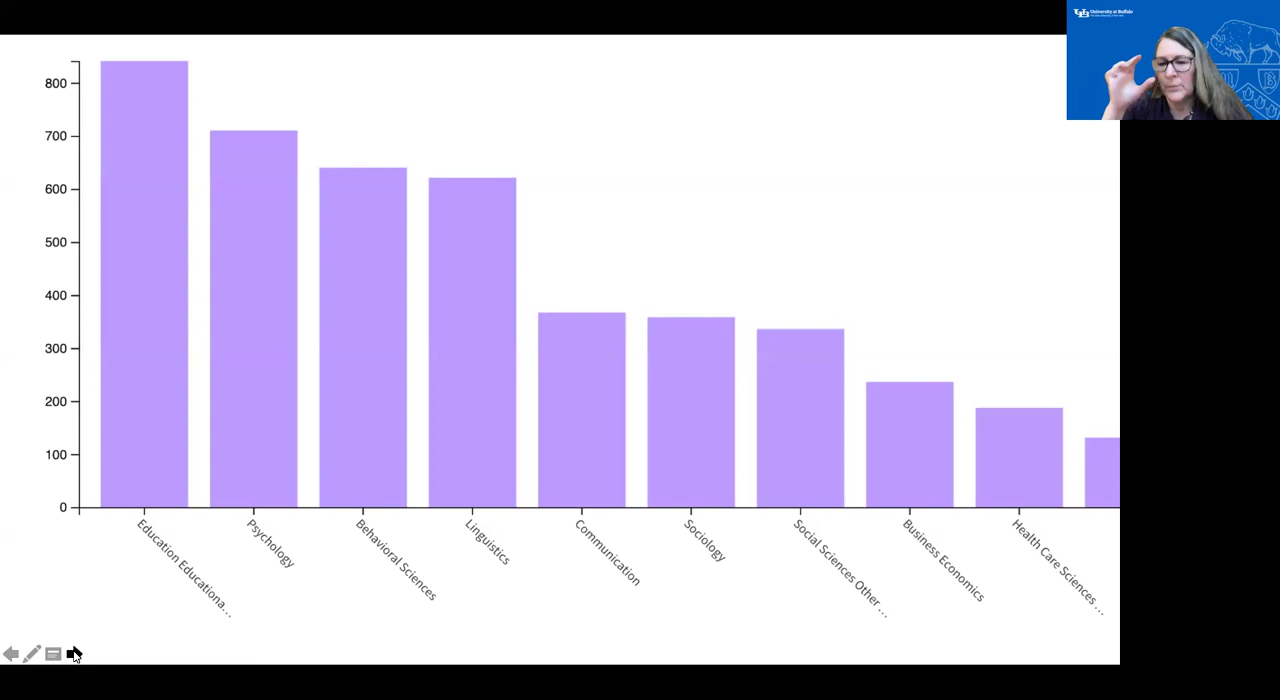 University at Buffalo
800
700
600
500
400
300
200
100
0
Education Educationa...
Psychology
Behavioral Sciences
Linguistics
Communication
Sociology
Social Sciences Other ...
Business Economics
Health Care Sciences ...